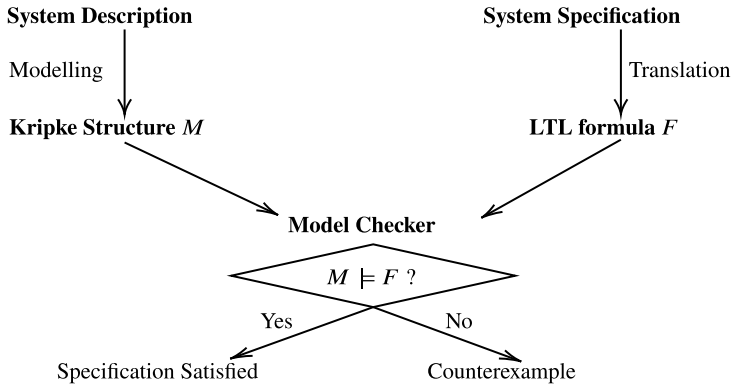 System Description
System Specification
Modelling
Translation
Kripke Structure M
LTL formula F
Model Checker
M ⊨ F ?
Yes
No
Specification Satisfied
Counterexample